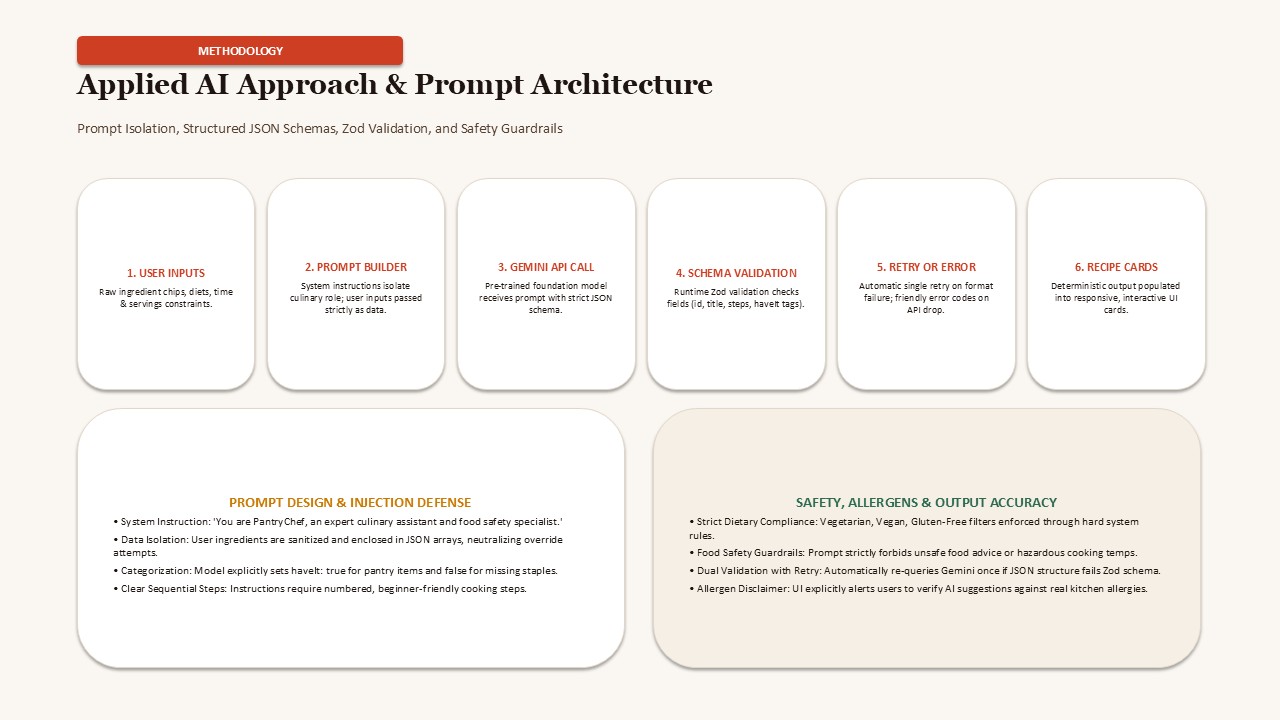 METHODOLOGY
Applied AI Approach & Prompt Architecture
Prompt Isolation, Structured JSON Schemas, Zod Validation, and Safety Guardrails
1. USER INPUTS
Raw ingredient chips, diets, time
& servings constraints.
2. PROMPT BUILDER
System instructions isolate
culinary role; user inputs passed
strictly as data.
3. GEMINI API CALL
Pre-trained foundation model
receives prompt with strict JSON
schema.
4. SCHEMA VALIDATION
Runtime Zod validation checks
fields (id, title, steps, haveIt tags).
5. RETRY OR ERROR
Automatic single retry on format
failure; friendly error codes on
API drop.
6. RECIPE CARDS
Deterministic output populated
into responsive, interactive UI
cards.
PROMPT DESIGN & INJECTION DEFENSE
• System Instruction: 'You are PantryChef, an expert culinary assistant and food safety specialist.'
• Data Isolation: User ingredients are sanitized and enclosed in JSON arrays, neutralizing override
attempts.
• Categorization: Model explicitly sets haveIt: true for pantry items and false for missing staples.
• Clear Sequential Steps: Instructions require numbered, beginner-friendly cooking steps.
SAFETY, ALLERGENS & OUTPUT ACCURACY
• Strict Dietary Compliance: Vegetarian, Vegan, Gluten-Free filters enforced through hard system
rules.
• Food Safety Guardrails: Prompt strictly forbids unsafe food advice or hazardous cooking temps.
• Dual Validation with Retry: Automatically re-queries Gemini once if JSON structure fails Zod schema.
• Allergen Disclaimer: UI explicitly alerts users to verify AI suggestions against real kitchen allergies.